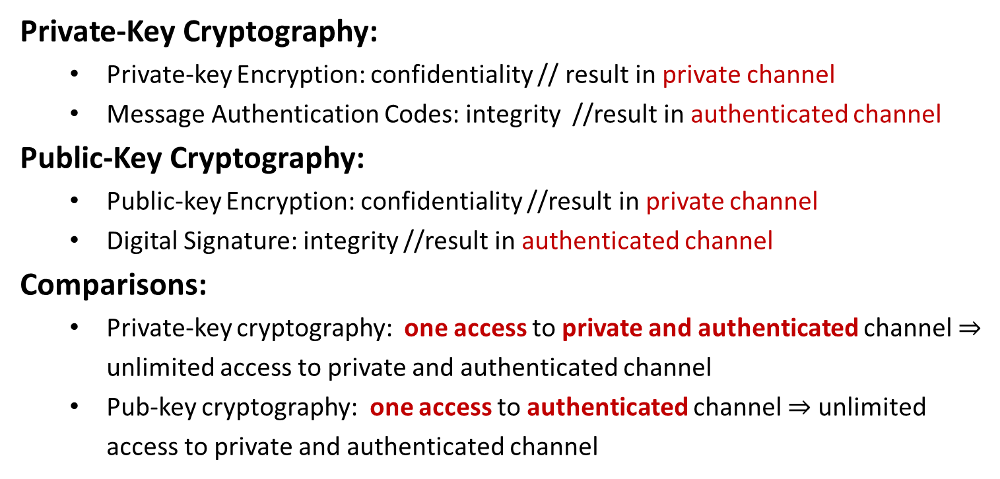 Private-Key Cryptography:
• Private-key Encryption: confidentiality // result in private channel
• Message Authentication Codes: integrity //result in authenticated channel
Public-Key Cryptography:
• Public-key Encryption: confidentiality //result in private channel
• Digital Signature: integrity //result in authenticated channel
Comparisons:
• Private-key cryptography: one access to private and authenticated channel ⇒
unlimited access to private and authenticated channel
• Pub-key cryptography: one access to authenticated channel ⇒ unlimited
access to private and authenticated channel